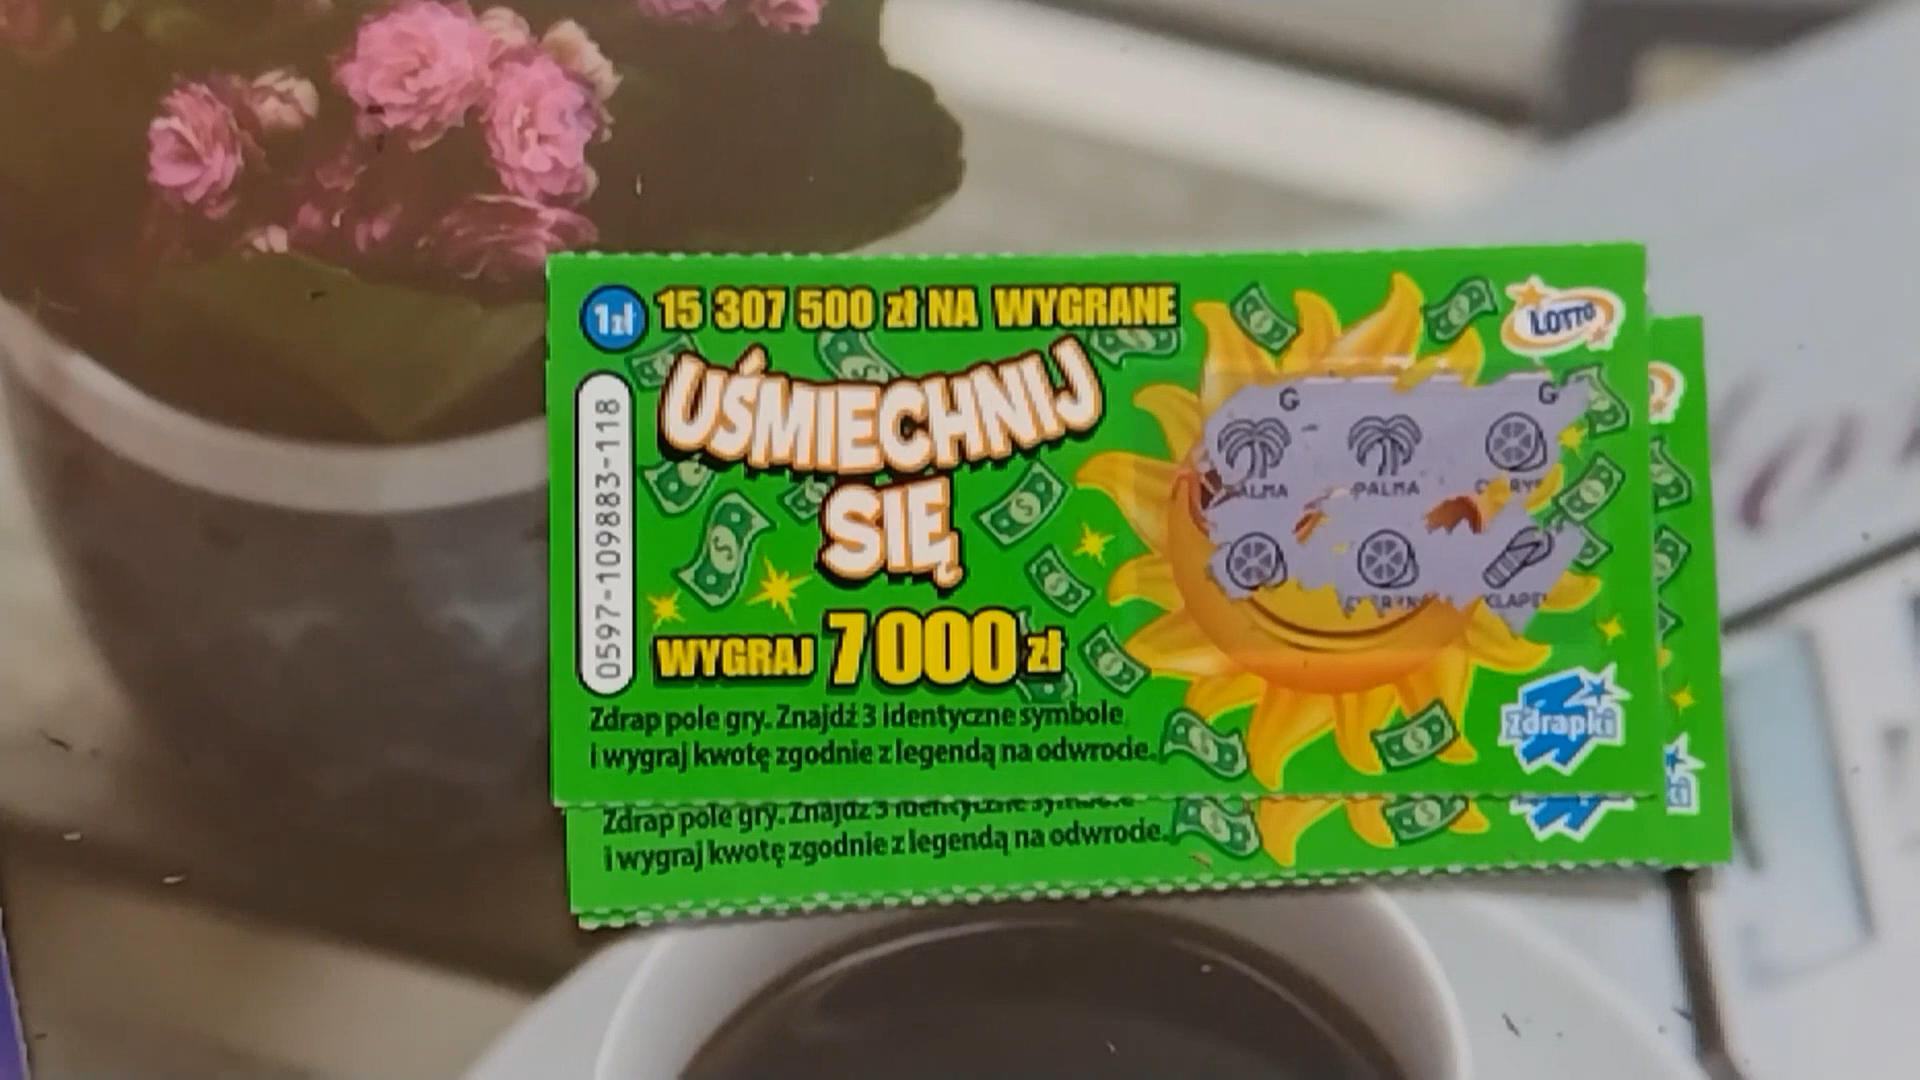 1zł 15 307 500 zł NA WYGRANE
LOTTO
UŚMIECHNIJ
SIĘ
0597-109883-118
WYGRAJ 7 000 zł
G G
PALMA PALMA
Zdrap pole gry. Znajdź 3 identyczne symbole
i wygraj kwotę zgodnie z legendą na odwrocie.
Zdrapki
Zdrap pole gry. Znajdź 3 identyczne symbole
i wygraj kwotę zgodnie z legendą na odwrocie.